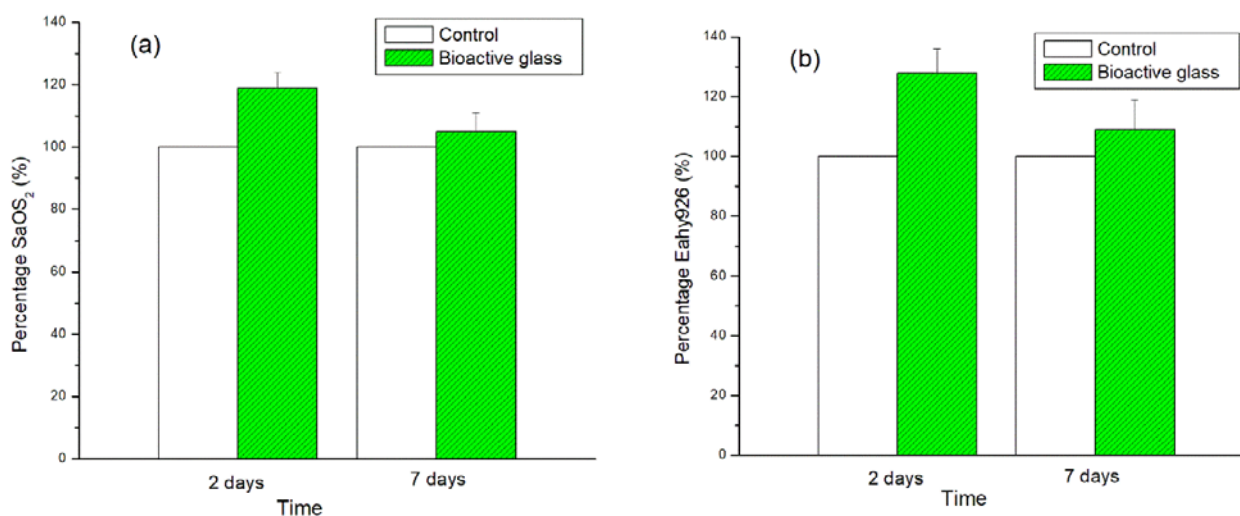 (a)
Control
Bioactive glass
140
120
100
80
60
40
20
0
Percentage SaOS₂ (%)
2 days
7 days
Time
(b)
Control
Bioactive glass
140
120
100
80
60
40
20
0
Percentage Eahy926 (%)
2 days
7 days
Time